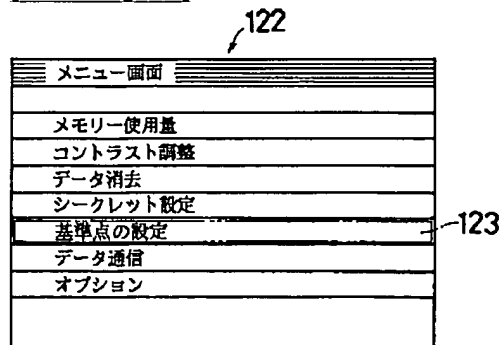 122
メニュー画面
メモリー使用量
コントラスト調整
データ消去
シークレット設定
基準点の設定
123
データ通信
オプション